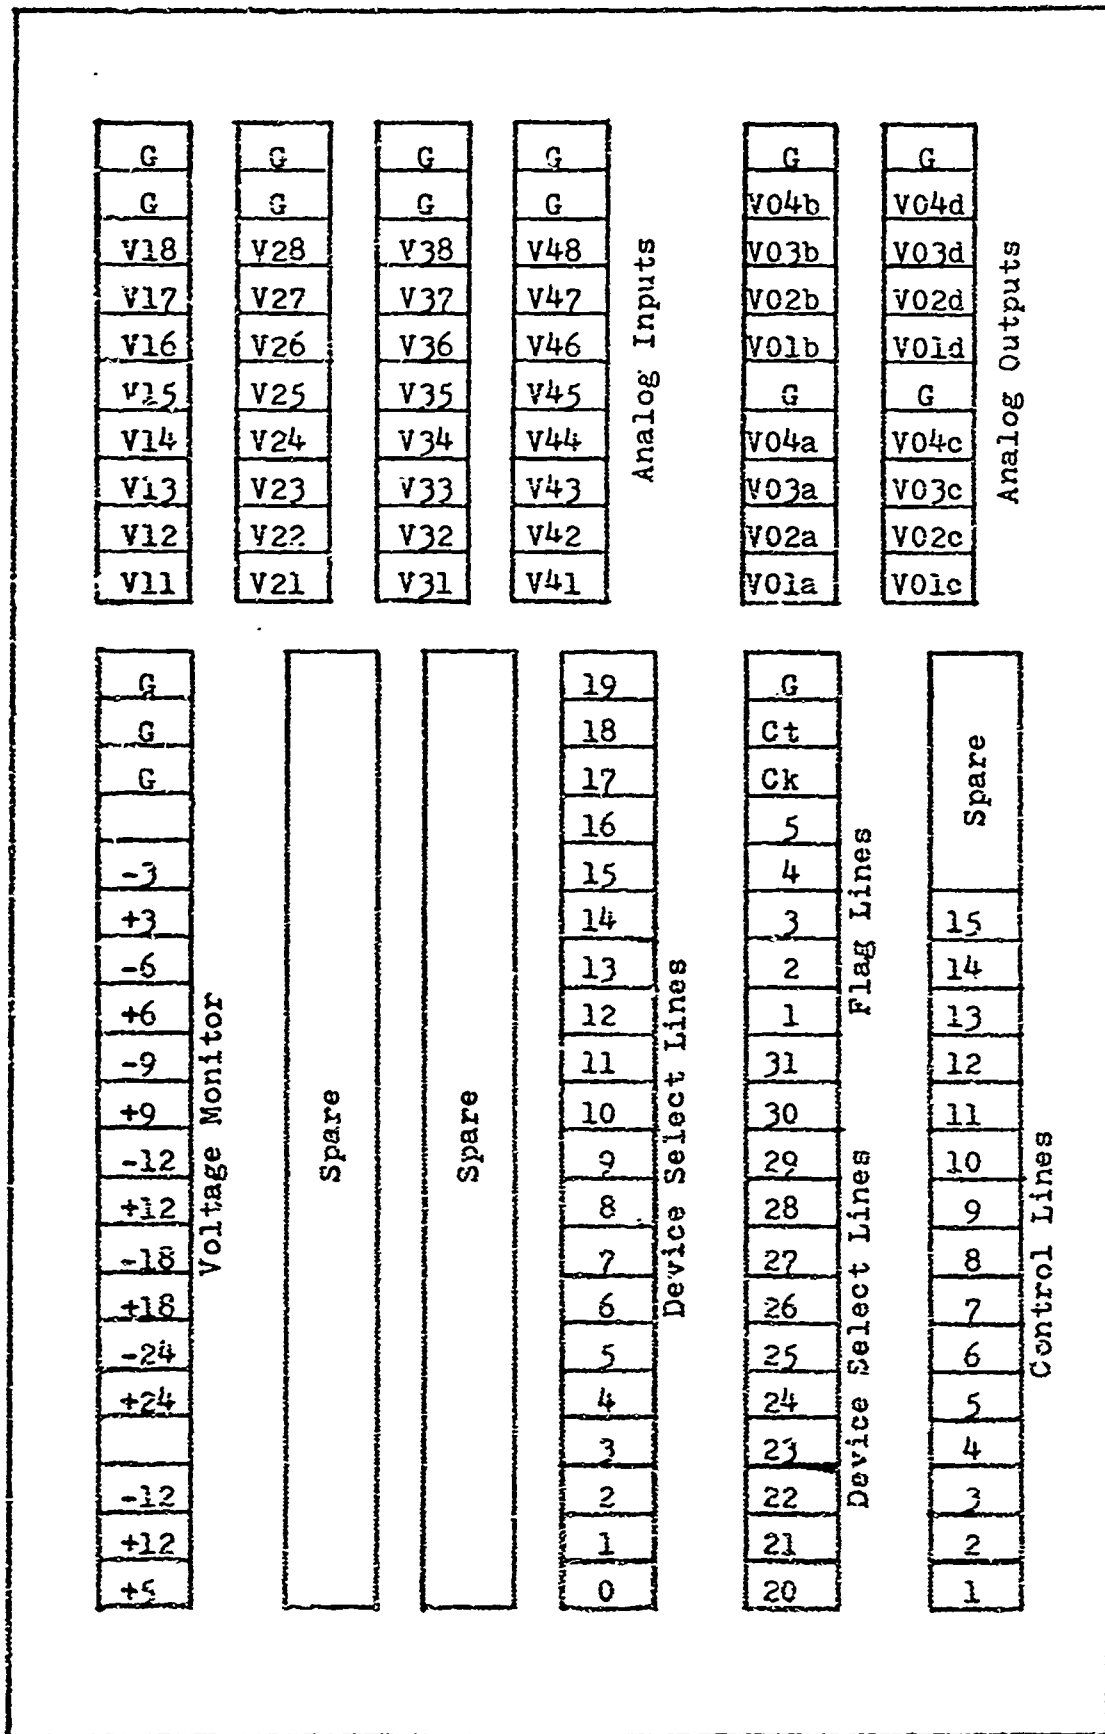 G G G G G G
G G G G V04b V04d
V18 V28 V38 V48 V03b V03d
V17 V27 V37 V47 V02b V02d
V16 V26 V36 V46 V01b V01d
V15 V25 V35 V45 G G
V14 V24 V34 V44 V04a V04c
V13 V23 V33 V43 V03a V03c
V12 V22 V32 V42 V02a V02c
V11 V21 V31 V41 V01a V01c
Analog Inputs
Analog Outputs
G 19 G
G 18 Ct
G 17 Ck
16 5
-3 15 4
+3 14 3 15
-6 13 2 14
+6 12 1 13
-9 11 31 12
+9 10 30 11
-12 9 29 10
+12 8 28 9
-18 7 27 8
+18 6 26 7
-24 5 25 6
+24 4 24 5
3 23 4
-12 2 22 3
+12 1 21 2
+5 0 20 1
Voltage Monitor
Spare
Spare
Device Select Lines
Device Select Lines
Flag Lines
Spare
Control Lines